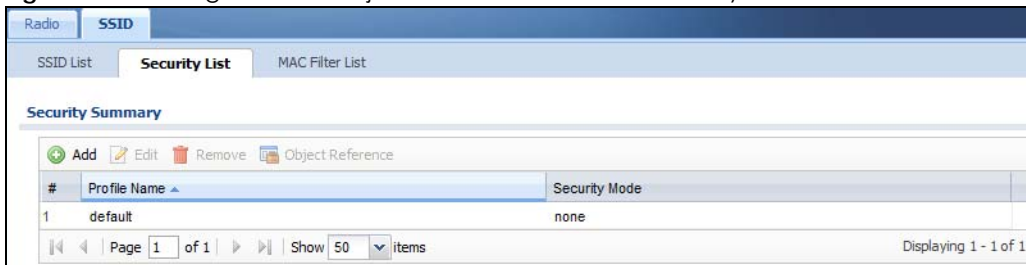 Radio SSID
SSID List Security List MAC Filter List
Security Summary
Add Edit Remove Object Reference
# Profile Name Security Mode
1 default none
Page 1 of 1 Show 50 items Displaying 1 - 1 of 1